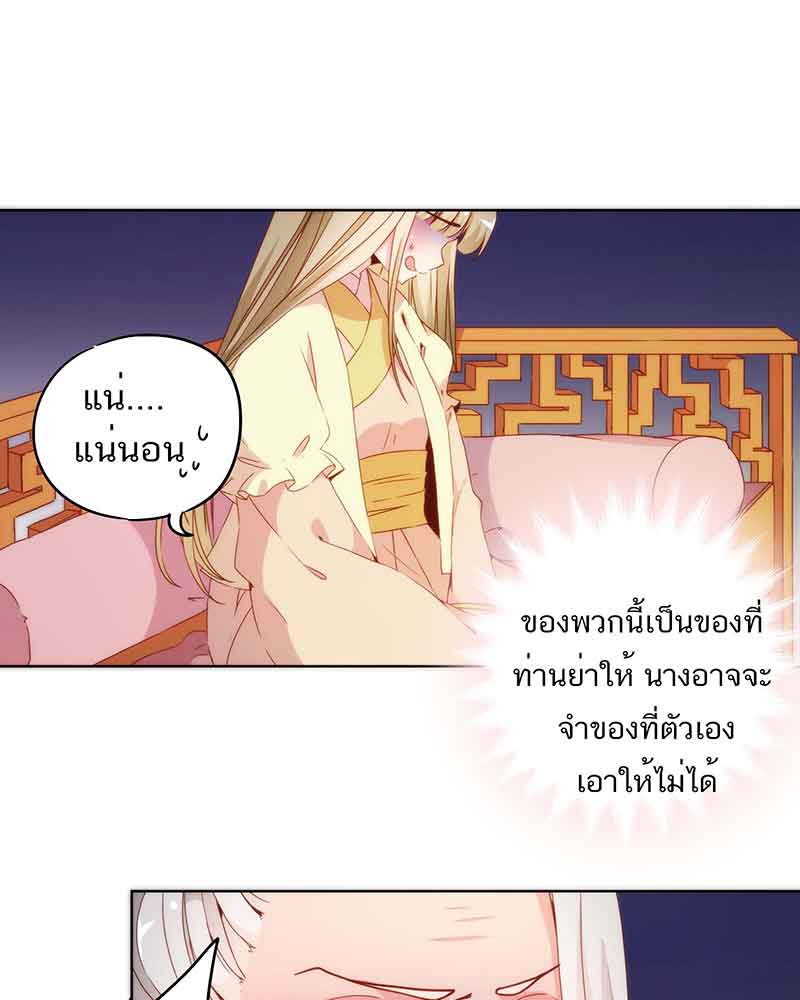 แน่....
แน่นอน
ของพวกนี้เป็นของที่
ท่านย่าให้ นางอาจจะ
จำของที่ตัวเอง
เอาให้ไม่ได้